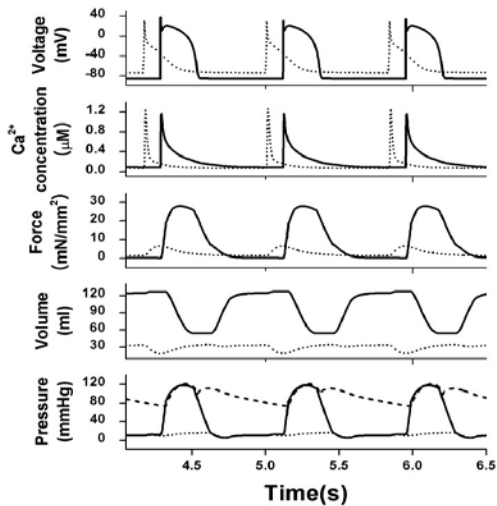 Voltage
(mV)
40
0
-40
-80
Ca²⁺
concentration
(μM)
1.2
0.8
0.4
0.0
Force
(mN/mm²)
30
20
10
0
Volume
(ml)
120
90
60
30
Pressure
(mmHg)
120
80
40
0
4.5 5.0 5.5 6.0 6.5
Time(s)